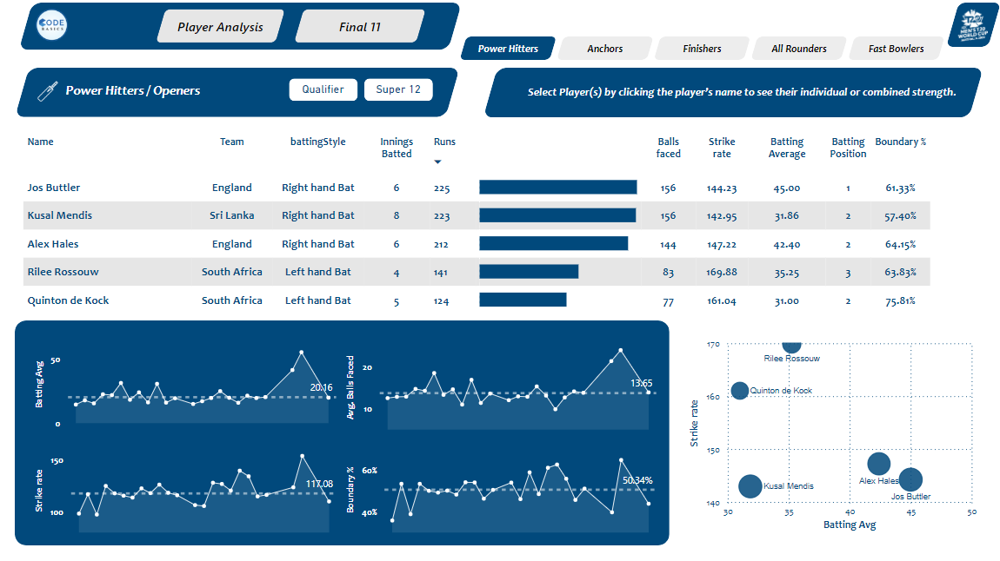 CODE
BASICS
Player Analysis
Final 11
MEN'S T20
WORLD CUP
Power Hitters
Anchors
Finishers
All Rounders
Fast Bowlers
Power Hitters / Openers
Qualifier
Super 12
Select Player(s) by clicking the player's name to see their individual or combined strength.
Name Team battingStyle Innings Batted Runs Balls faced Strike rate Batting Average Batting Position Boundary %
Jos Buttler England Right hand Bat 6 225 156 144.23 45.00 1 61.33%
Kusal Mendis Sri Lanka Right hand Bat 8 223 156 142.95 31.86 2 57.40%
Alex Hales England Right hand Bat 6 212 144 147.22 42.40 2 64.15%
Rilee Rossouw South Africa Left hand Bat 4 141 83 169.88 35.25 3 63.83%
Quinton de Kock South Africa Left hand Bat 5 124 77 161.04 31.00 2 75.81%
Batting Avg
50
0
20.16
Avg. Balls Faced
20
10
13.65
Strike rate
150
100
117.08
Boundary %
60%
40%
50.34%
Strike rate
170
160
150
140
Rilee Rossouw
Quinton de Kock
Alex Hales
Kusal Mendis
Jos Buttler
30 35 40 45 50
Batting Avg